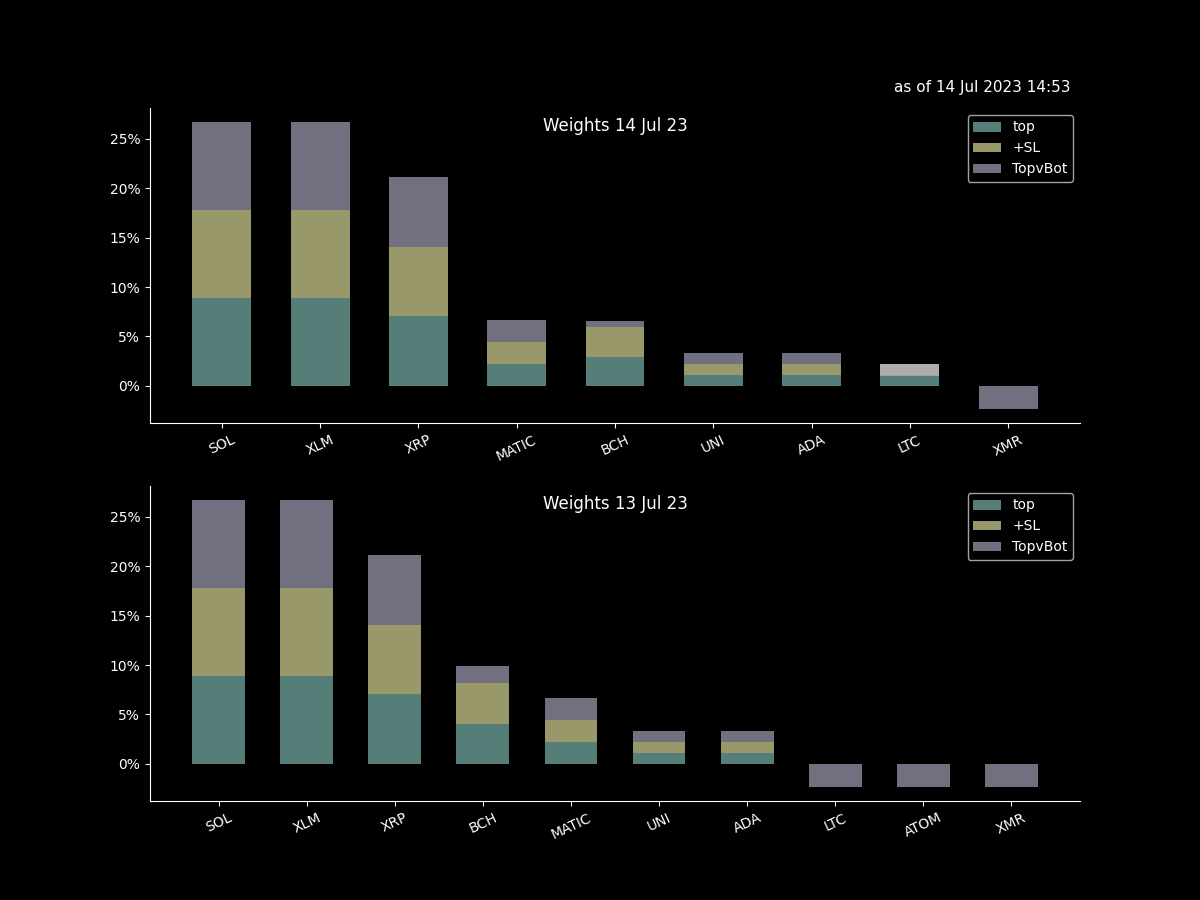 as of 14 Jul 2023 14:53
Weights 14 Jul 23
top
+SL
TopvBot
25%
20%
15%
10%
5%
0%
SOL XLM XRP MATIC BCH UNI ADA LTC XMR
Weights 13 Jul 23
top
+SL
TopvBot
25%
20%
15%
10%
5%
0%
SOL XLM XRP BCH MATIC UNI ADA LTC ATOM XMR